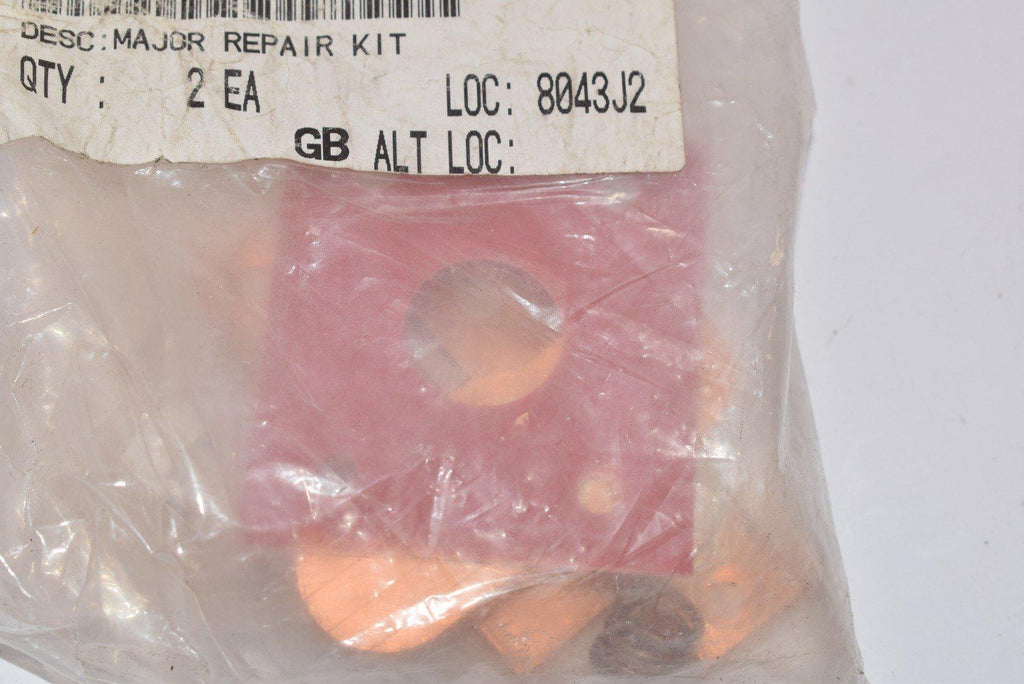 DESC:MAJOR REPAIR KIT
QTY : 2 EA LOC: 8043J2
GB ALT LOC: